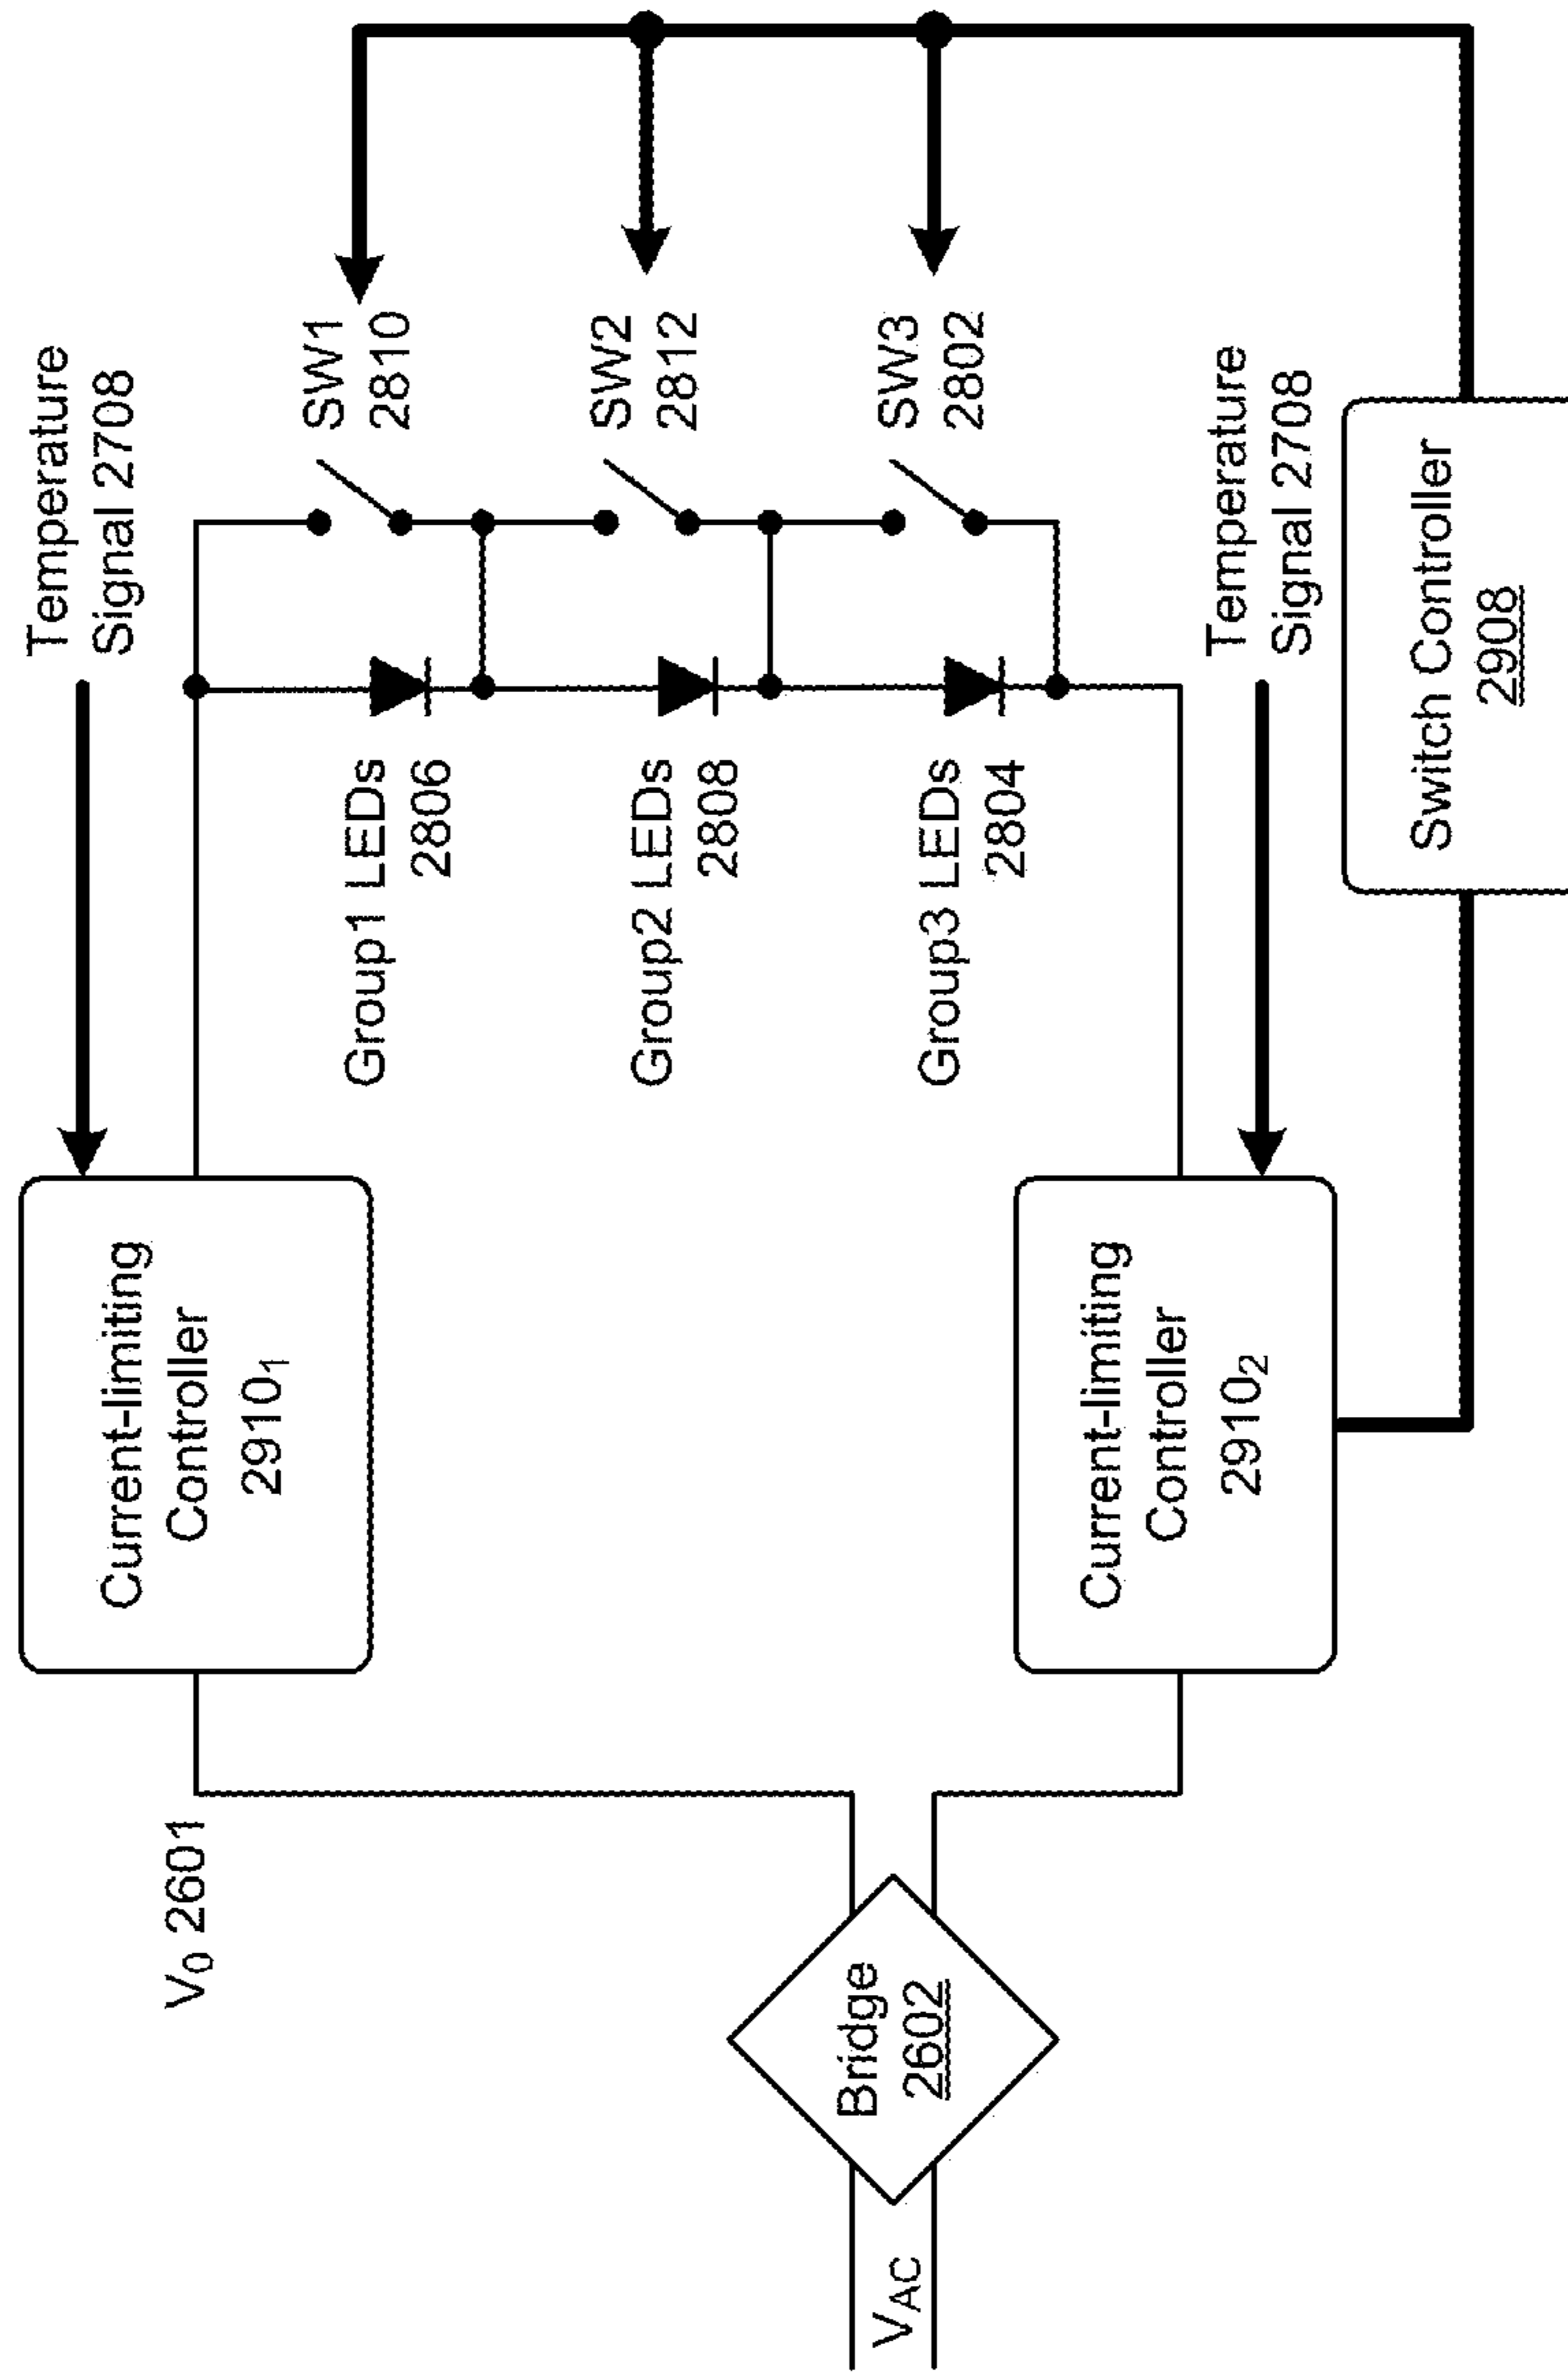 Temperature
Signal 2708
Current-limiting
Controller
2910₁
V₀ 2601
SW1
2810
Group1 LEDs
2806
SW2
2812
Group2 LEDs
2808
SW3
2802
Group3 LEDs
2804
Bridge
2602
V_AC
Current-limiting
Controller
2910₂
Temperature
Signal 2708
Switch Controller
2908